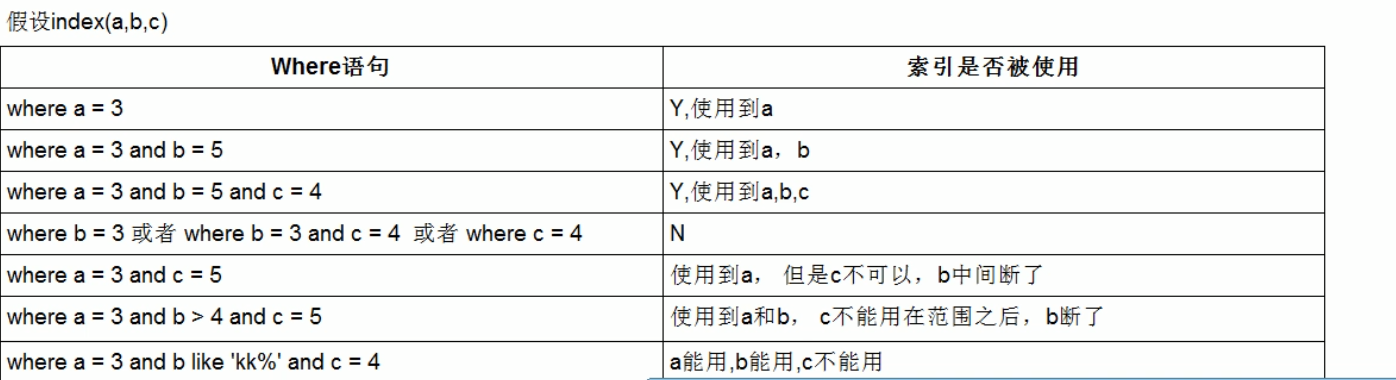 假设index(a,b,c)
Where语句 索引是否被使用
where a = 3 Y,使用到a
where a = 3 and b = 5 Y,使用到a，b
where a = 3 and b = 5 and c = 4 Y,使用到a,b,c
where b = 3 或者 where b = 3 and c = 4 或者 where c = 4 N
where a = 3 and c = 5 使用到a， 但是c不可以，b中间断了
where a = 3 and b > 4 and c = 5 使用到a和b， c不能用在范围之后，b断了
where a = 3 and b like 'kk%' and c = 4 a能用,b能用,c不能用